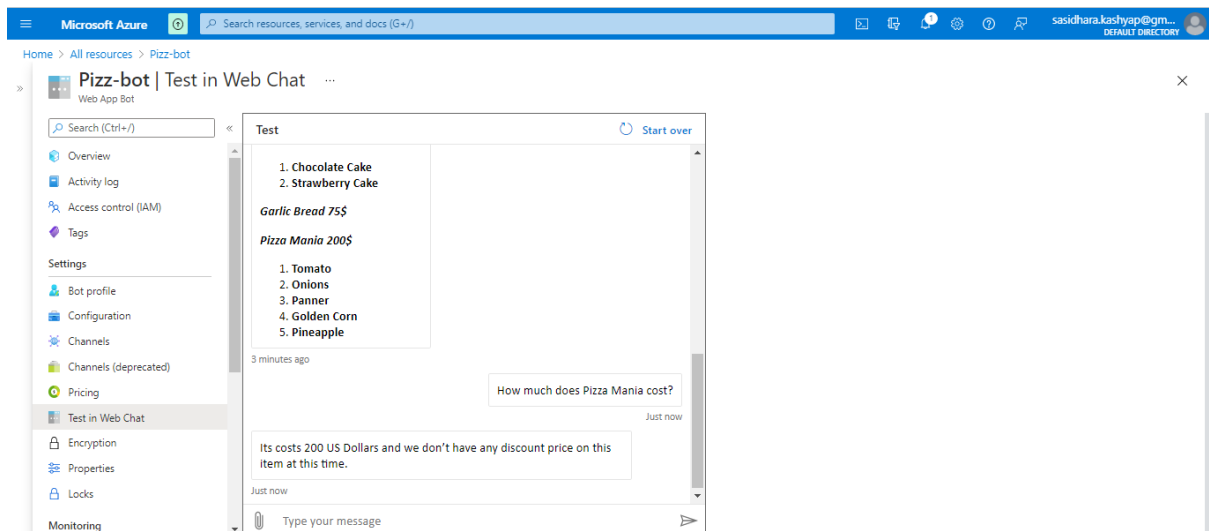 Microsoft Azure
Search resources, services, and docs (G+/)
1
sasidhara.kashyap@gm...
DEFAULT DIRECTORY
Home > All resources > Pizz-bot
Pizz-bot | Test in Web Chat ...
Web App Bot
Search (Ctrl+/)
Overview
Activity log
Access control (IAM)
Tags
Settings
Bot profile
Configuration
Channels
Channels (deprecated)
Pricing
Test in Web Chat
Encryption
Properties
Locks
Monitoring
Test
Start over
1. Chocolate Cake
2. Strawberry Cake
Garlic Bread 75$
Pizza Mania 200$
1. Tomato
2. Onions
3. Panner
4. Golden Corn
5. Pineapple
3 minutes ago
How much does Pizza Mania cost?
Just now
Its costs 200 US Dollars and we don't have any discount price on this
item at this time.
Just now
Type your message